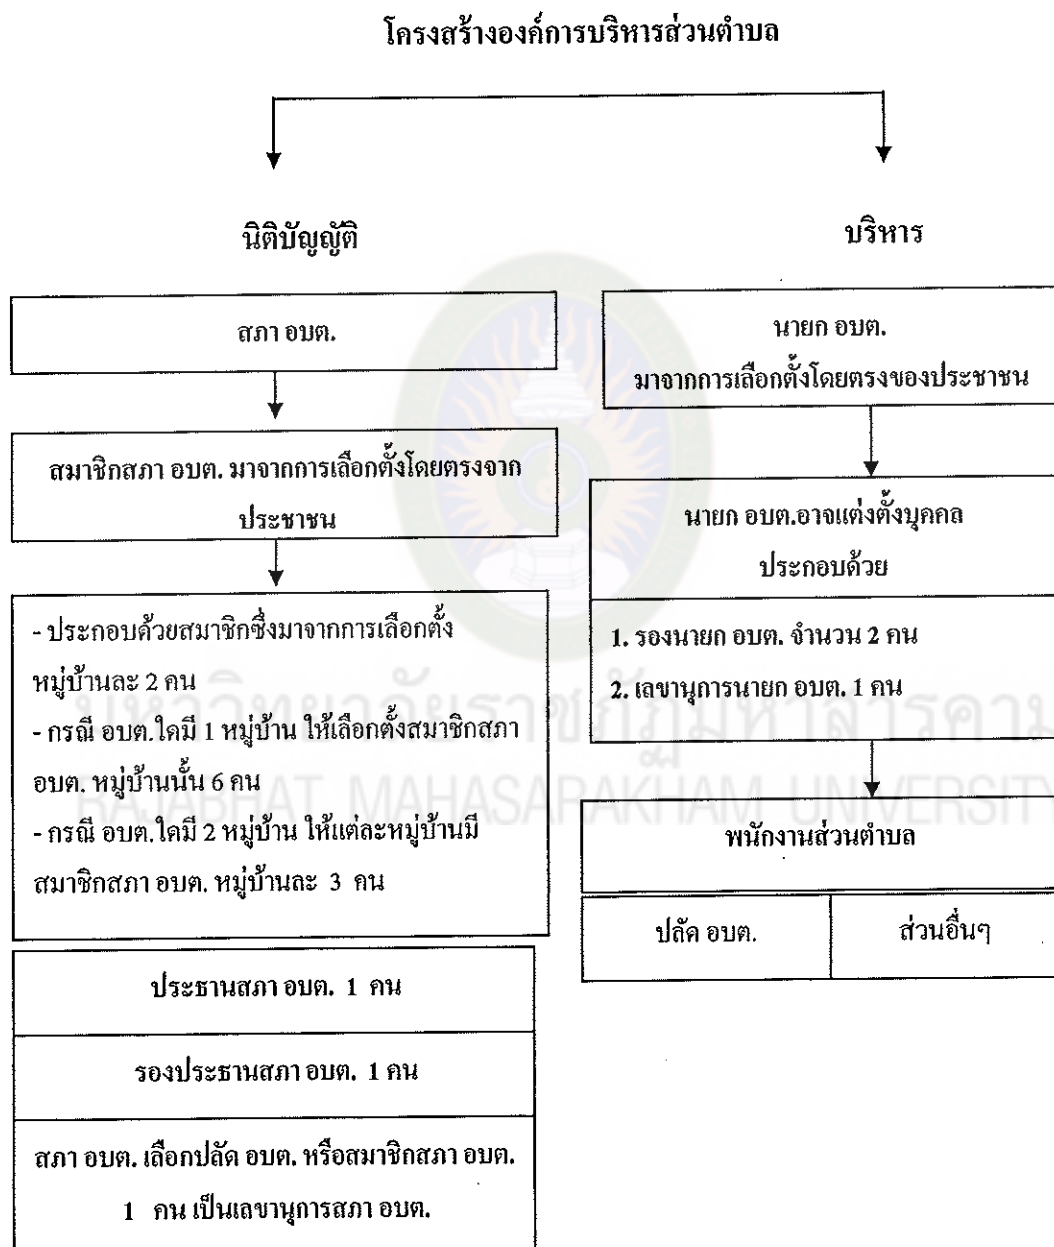 โครงสร้างองค์การบริหารส่วนตำบล
นิติบัญญัติ
สภา อบต.
สมาชิกสภา อบต. มาจากการเลือกตั้งโดยตรงจาก
ประชาชน
- ประกอบด้วยสมาชิกซึ่งมาจากการเลือกตั้ง
หมู่บ้านละ 2 คน
- กรณี อบต.ใดมี 1 หมู่บ้าน ให้เลือกตั้งสมาชิกสภา
อบต. หมู่บ้านนั้น 6 คน
- กรณี อบต.ใดมี 2 หมู่บ้าน ให้แต่ละหมู่บ้านมี
สมาชิกสภา อบต. หมู่บ้านละ 3 คน
ประธานสภา อบต. 1 คน
รองประธานสภา อบต. 1 คน
สภา อบต. เลือกปลัด อบต. หรือสมาชิกสภา อบต.
1 คน เป็นเลขานุการสภา อบต.
บริหาร
นายก อบต.
มาจากการเลือกตั้งโดยตรงของประชาชน
นายก อบต.อาจแต่งตั้งบุคคล
ประกอบด้วย
1. รองนายก อบต. จำนวน 2 คน
2. เลขานุการนายก อบต. 1 คน
พนักงานส่วนตำบล
ปลัด อบต.
ส่วนอื่นๆ
มหาวิทยาลัยราชภัฏมหาสารคาม
RAJABHAT MAHASARAKHAM UNIVERSITY